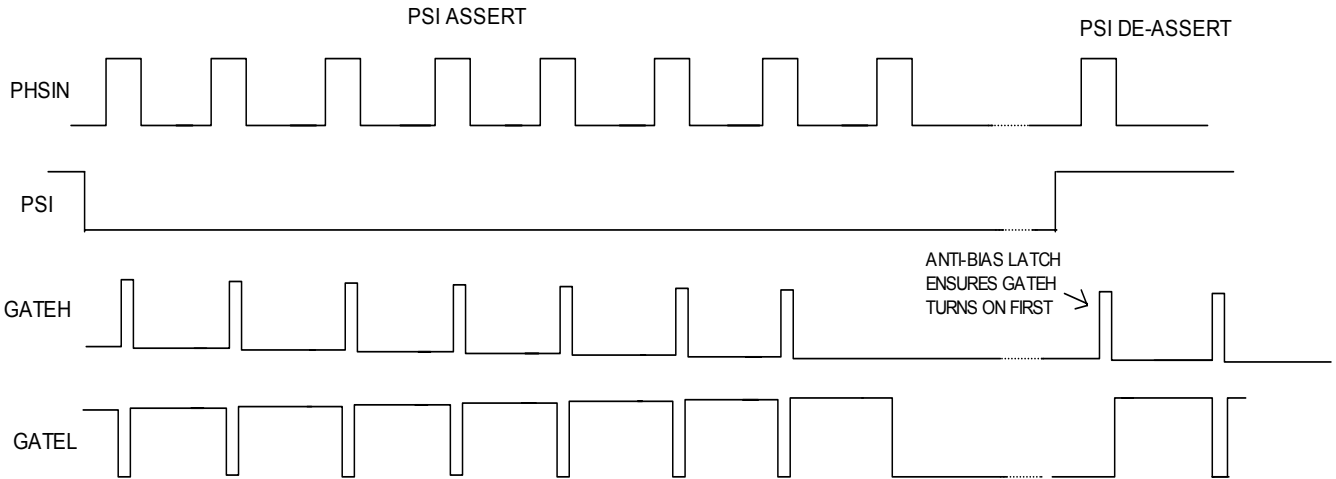 PSI ASSERT
PSI DE-ASSERT
PHSIN
PSI
ANTI-BIAS LATCH
ENSURES GATEH
TURNS ON FIRST
GATEH
GATEL